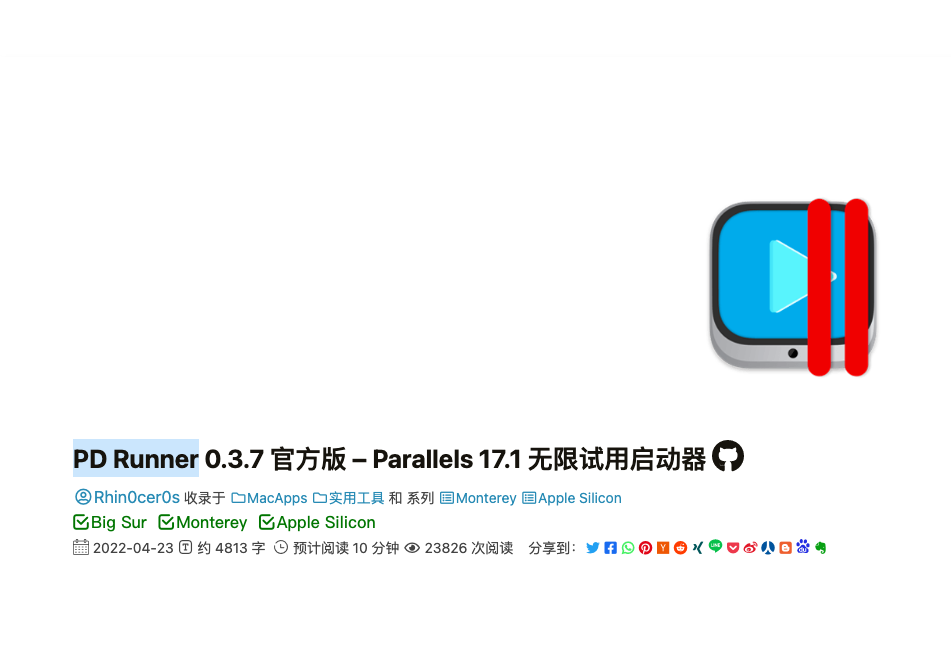 PD Runner 0.3.7 官方版 – Parallels 17.1 无限试用启动器
Rhin0cer0s 收录于 MacApps 实用工具 和 系列 Monterey Apple Silicon
Big Sur Monterey Apple Silicon
2022-04-23 约 4813 字 预计阅读 10 分钟 23826 次阅读 分享到：